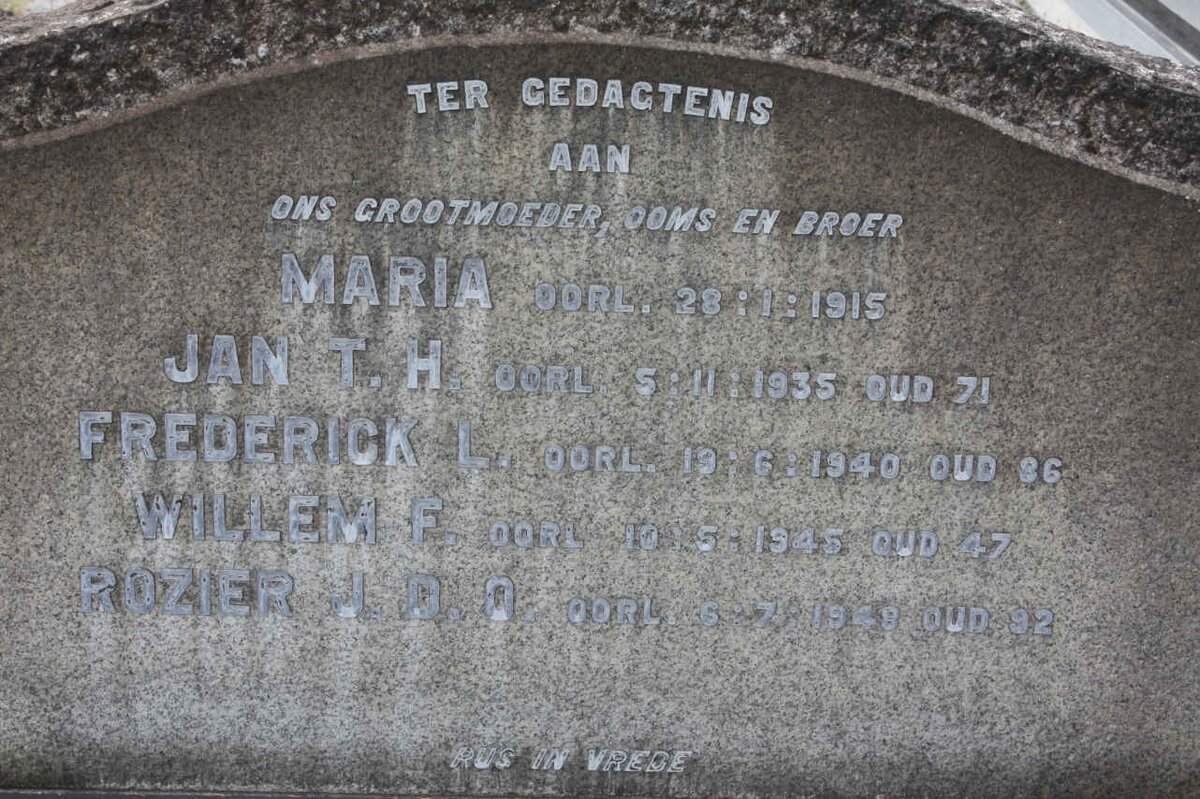 TER GEDAGTENIS
AAN
ONS GROOTMOEDER, OOMS EN BROER
MARIA OORL. 28:1:1915
JAN T. H. OORL. 5:11:1935 OUD 71
FREDERICK L. OORL. 19:6:1940 OUD 86
WILLEM F. OORL. 10:5:1945 OUD 47
ROZIER J. D. O. OORL. 6:7:1949 OUD 92
RUS IN VREDE